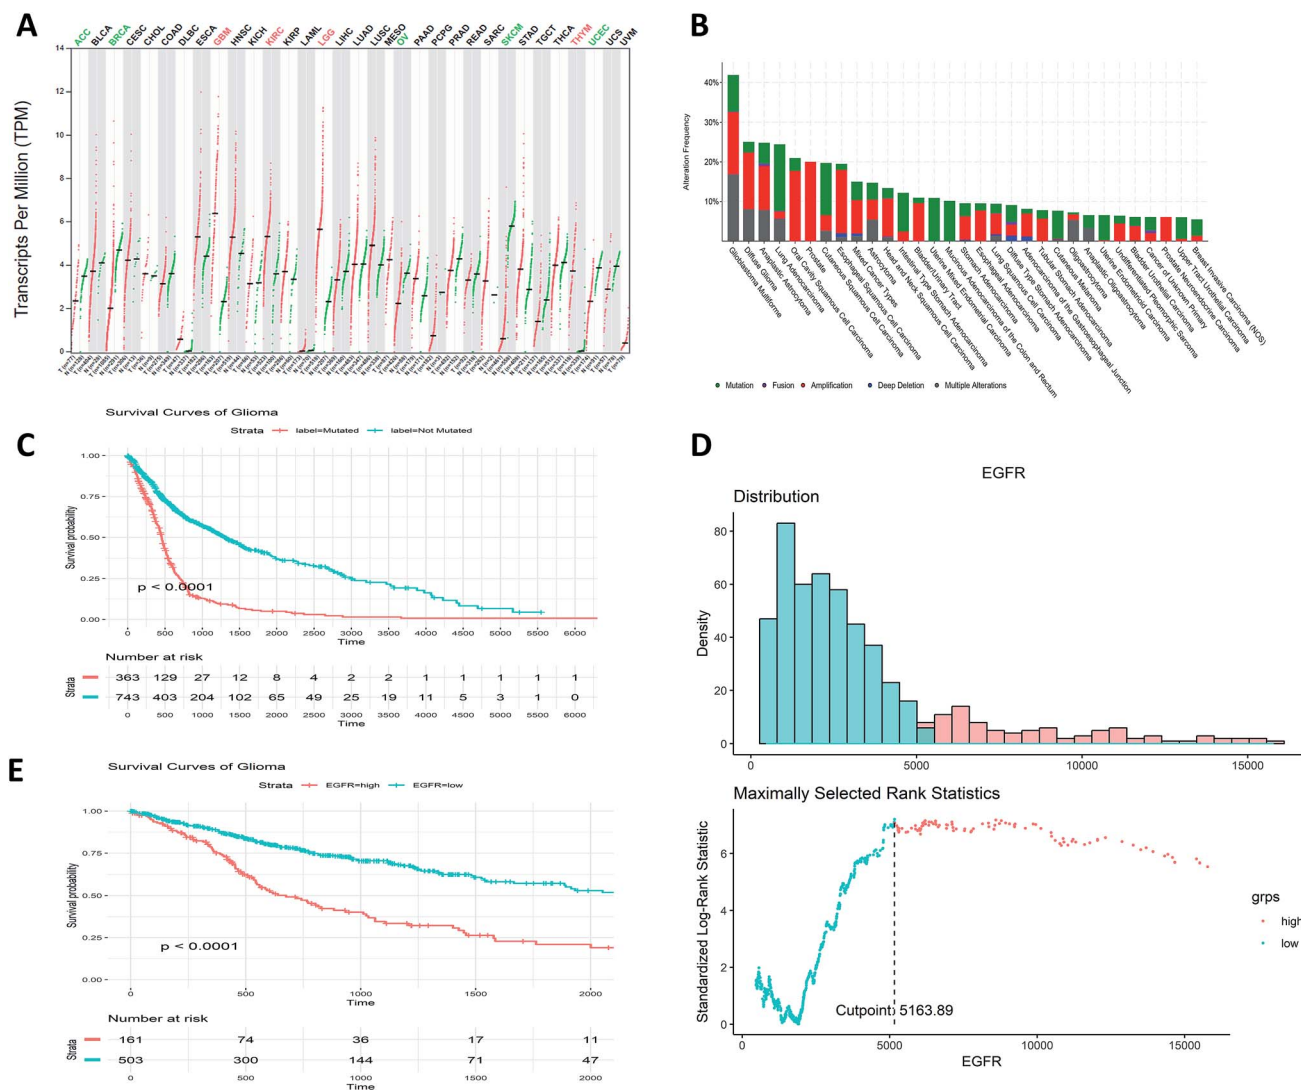 A
ACC BLCA BRCA CESC CHOL COAD DLBC ESCA GBM HNSC KICH KIRC KIRP LAML LGG LIHC LUAD LUSC MESO OV PAAD PCPG PRAD READ SARC SKCM STAD TGCT THCA THYM UCEC UCS UVM
Transcripts Per Million (TPM)
14
12
10
8
6
4
2
0
B
Alteration Frequency
40%
30%
20%
10%
Glioblastoma Multiforme
Diffuse Glioma
Anaplastic Astrocytoma
Lung Adenocarcinoma
Oral Cavity Squamous Cell Carcinoma
Prostate
Cutaneous Squamous Cell Carcinoma
Esophageal Squamous Cell Carcinoma
Mixed Cancer Types
Astrocytoma
Head and Neck Squamous Cell Carcinoma
Intestinal Type Stomach Adenocarcinoma
Bladder/Urinary Tract
Uterine Mixed Endometrial Carcinoma
Mucinous Adenocarcinoma of the Colon and Rectum
Stomach Adenocarcinoma
Esophageal Adenocarcinoma
Lung Squamous Cell Carcinoma
Diffuse Type Stomach Adenocarcinoma
Adenocarcinoma of the Gastroesophageal Junction
Tubular Stomach Adenocarcinoma
Cutaneous Melanoma
Oligoastrocytoma
Anaplastic Oligoastrocytoma
Uterine Endometrioid Carcinoma
Undifferentiated Pleomorphic Sarcoma
Bladder Urothelial Carcinoma
Cancer of Unknown Primary
Prostate Neuroendocrine Carcinoma
Upper Tract Urothelial Carcinoma
Breast Invasive Carcinoma (NOS)
Mutation Fusion Amplification Deep Deletion Multiple Alterations
C
Survival Curves of Glioma
Strata label=Mutated label=Not Mutated
Survival probability
1.00
0.75
0.50
0.25
0.00
p < 0.0001
0 500 1000 1500 2000 2500 3000 3500 4000 4500 5000 5500 6000
Time
Number at risk
Strata
363 129 27 12 8 4 2 2 1 1 1 1 1
743 403 204 102 65 49 25 19 11 5 3 1 0
0 500 1000 1500 2000 2500 3000 3500 4000 4500 5000 5500 6000
Time
D
EGFR
Distribution
Density
80
60
40
20
0
0 5000 10000 15000
Maximally Selected Rank Statistics
Standardized Log-Rank Statistic
6
4
2
0
Cutpoint: 5163.89
0 5000 10000 15000
EGFR
grps
high
low
E
Survival Curves of Glioma
Strata EGFR=high EGFR=low
Survival probability
1.00
0.75
0.50
0.25
0.00
p < 0.0001
0 500 1000 1500 2000
Time
Number at risk
Strata
161 74 36 17 11
503 300 144 71 47
0 500 1000 1500 2000
Time